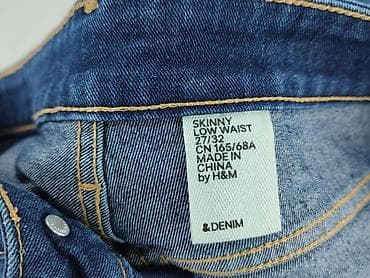 SKINNY
LOW WAIST
27/32
CN 165/68A
MADE IN
CHINA
by H&M
&DENIM